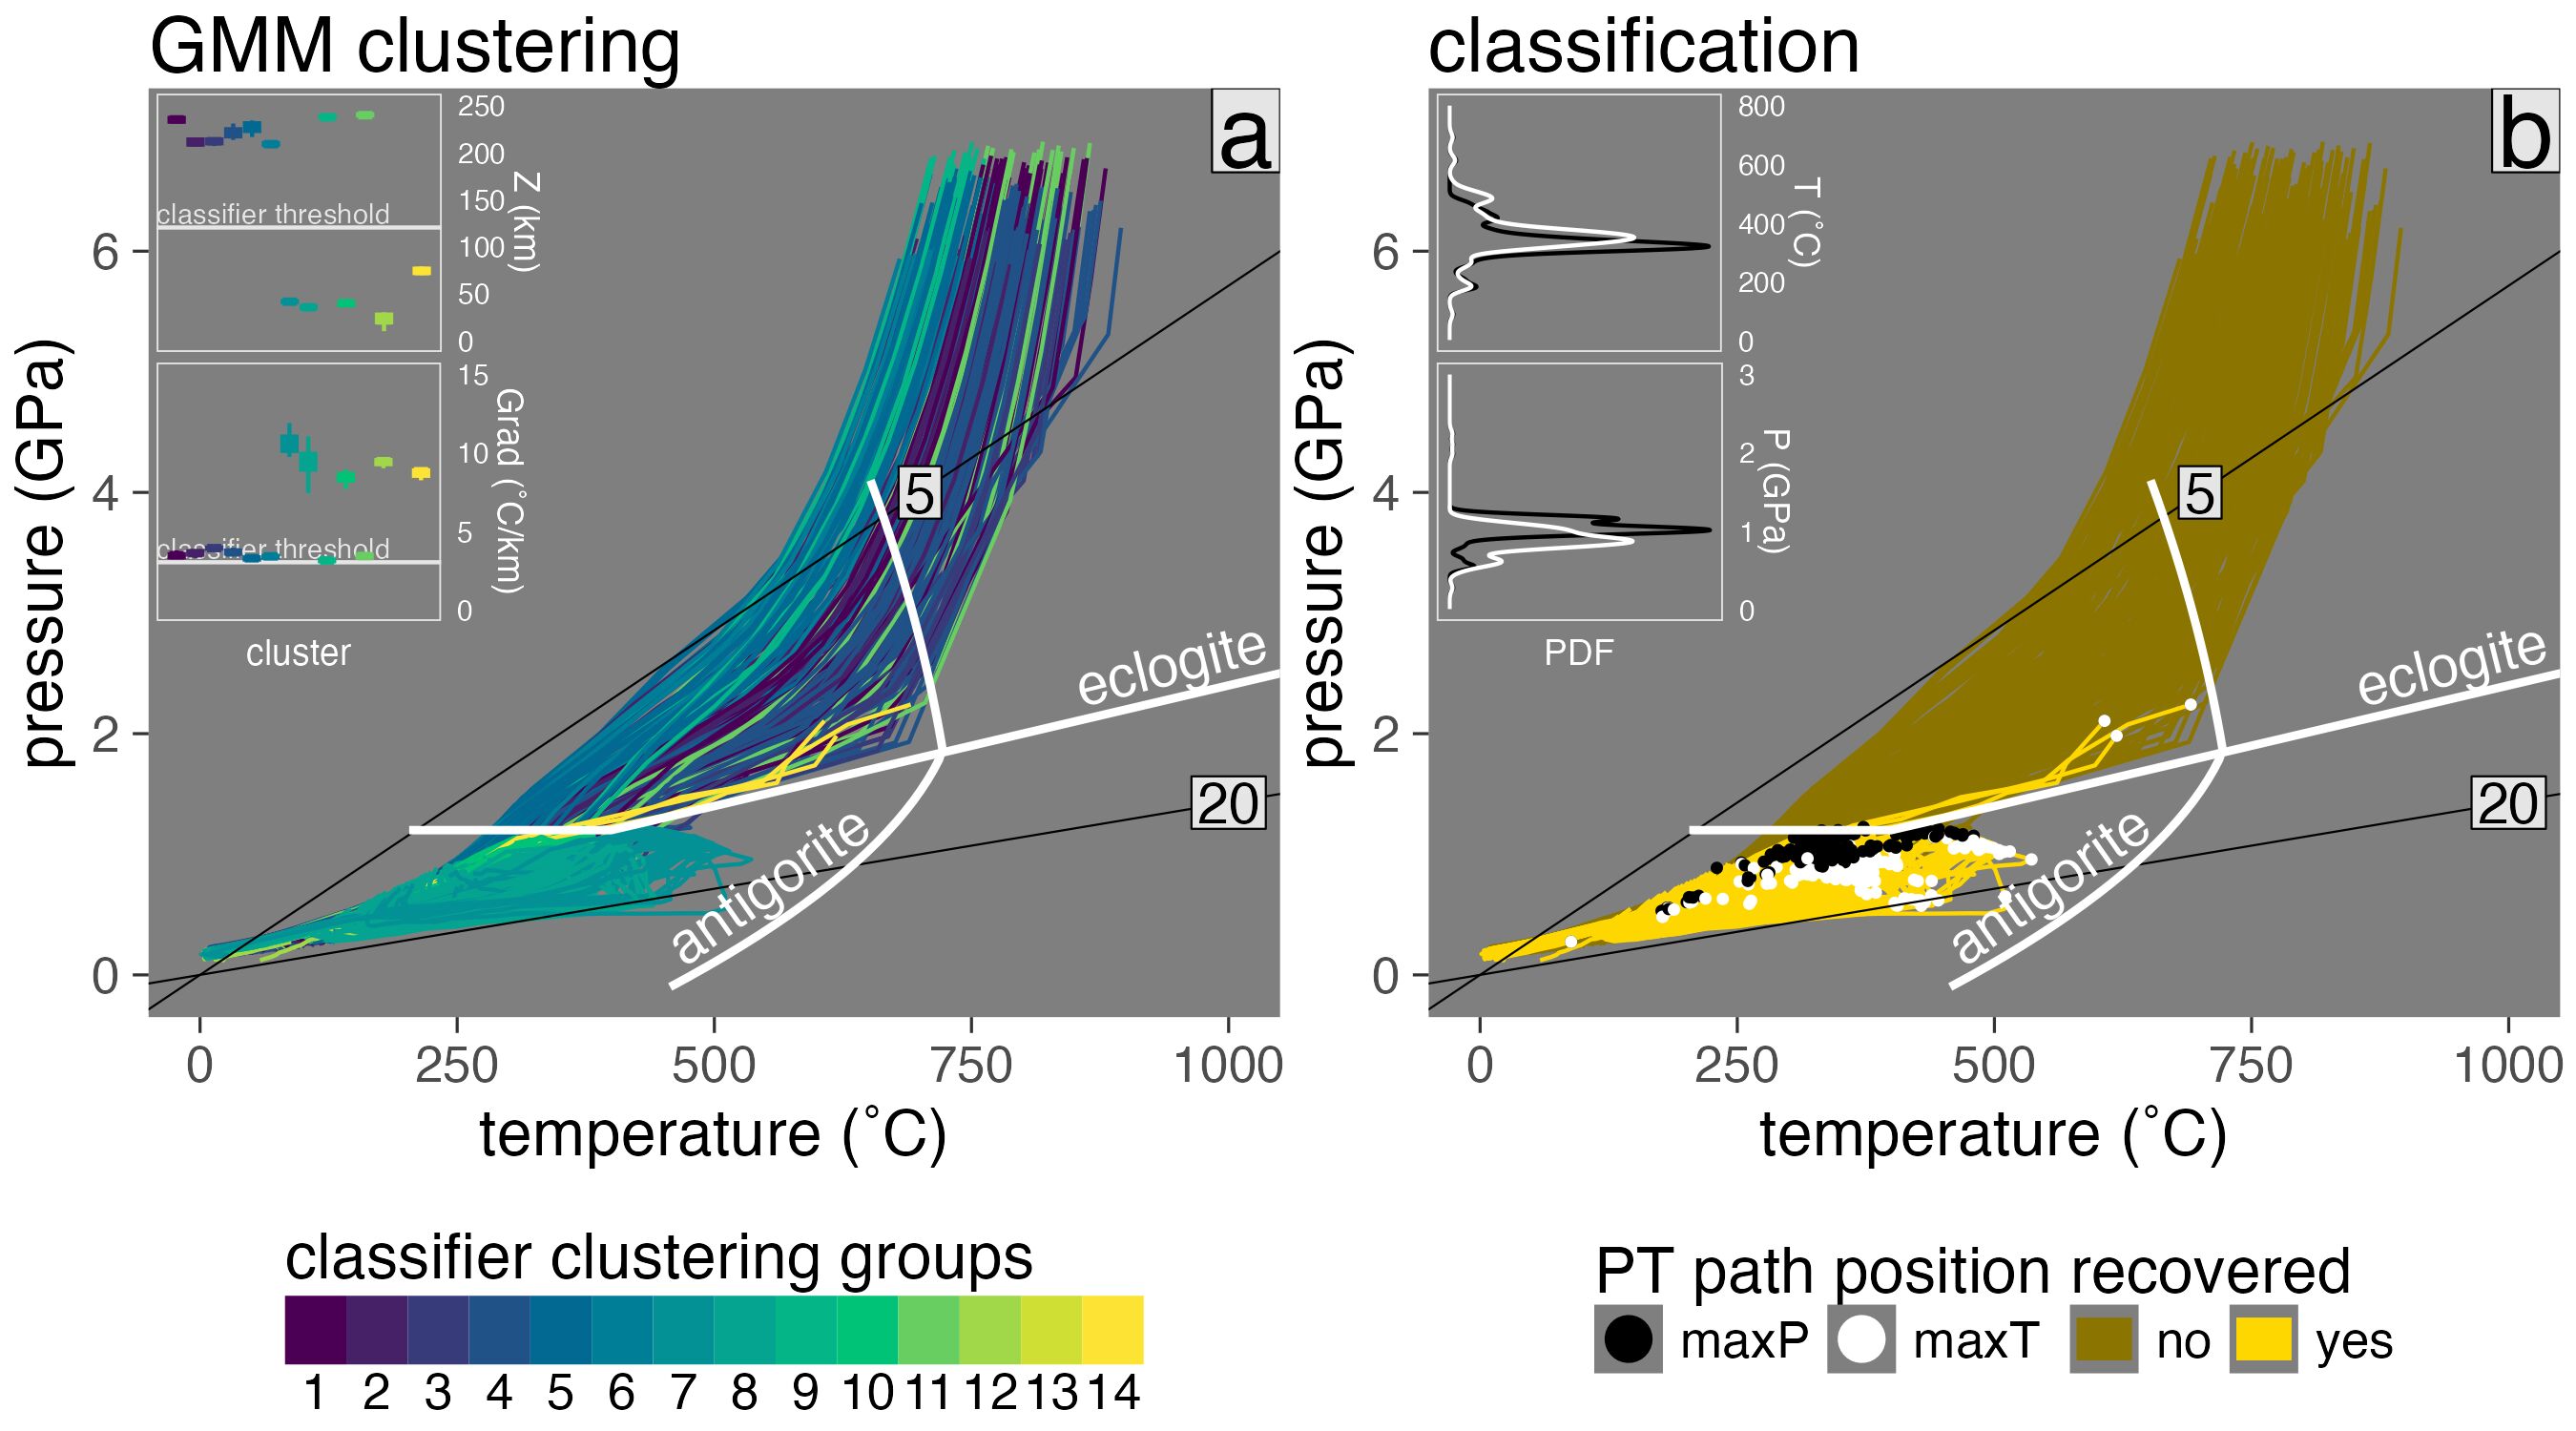 GMM clustering
a
250
200
150
100
50
0
Z (km)
classifier threshold
15
10
5
0
Grad (˚C/km)
classifier threshold
cluster
5
20
eclogite
antigorite
pressure (GPa)
6
4
2
0
0
250
500
750
1000
temperature (˚C)
classification
b
800
600
400
200
0
T (˚C)
3
2
1
0
P (GPa)
PDF
5
20
eclogite
antigorite
pressure (GPa)
6
4
2
0
0
250
500
750
1000
temperature (˚C)
classifier clustering groups
1 2 3 4 5 6 7 8 9 10 11 12 13 14
PT path position recovered
maxP maxT no yes